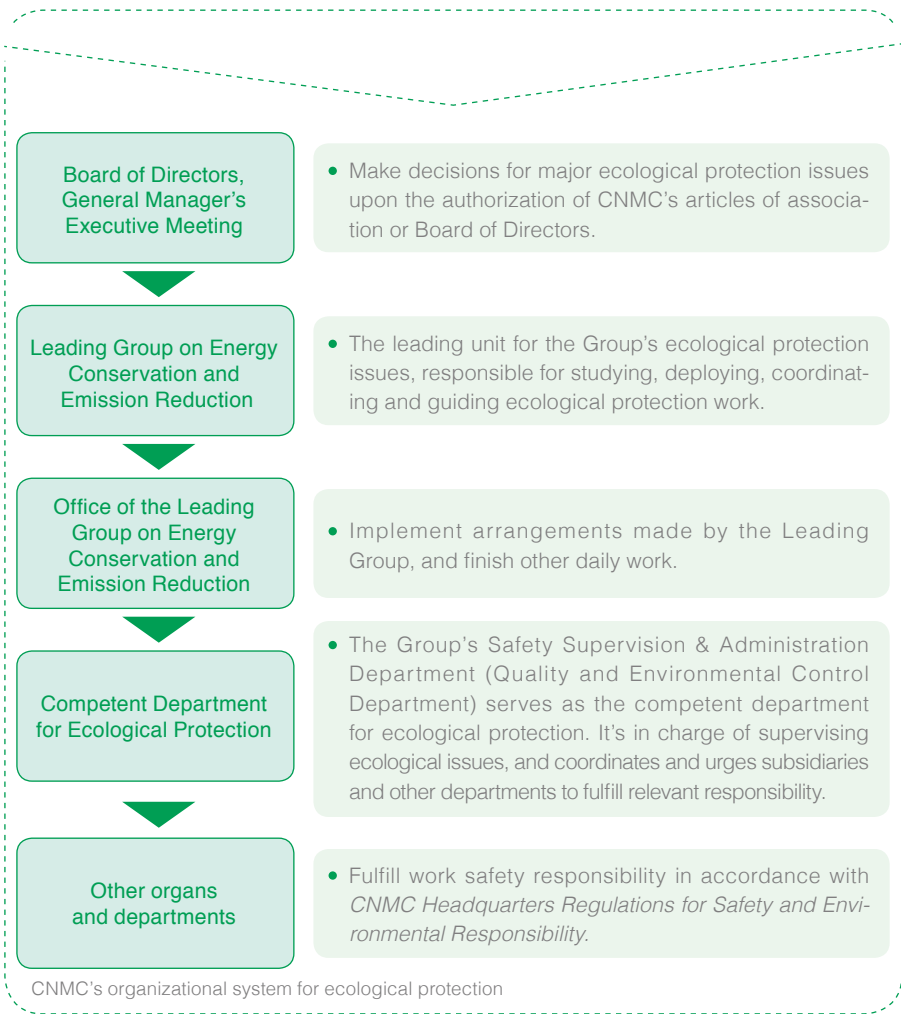 Board of Directors,
General Manager's
Executive Meeting
• Make decisions for major ecological protection issues
upon the authorization of CNMC's articles of associa-
tion or Board of Directors.
Leading Group on Energy
Conservation and
Emission Reduction
• The leading unit for the Group's ecological protection
issues, responsible for studying, deploying, coordinat-
ing and guiding ecological protection work.
Office of the Leading
Group on Energy
Conservation and
Emission Reduction
• Implement arrangements made by the Leading
Group, and finish other daily work.
Competent Department
for Ecological Protection
• The Group's Safety Supervision & Administration
Department (Quality and Environmental Control
Department) serves as the competent department
for ecological protection. It's in charge of supervising
ecological issues, and coordinates and urges subsidiaries
and other departments to fulfill relevant responsibility.
Other organs
and departments
• Fulfill work safety responsibility in accordance with
CNMC Headquarters Regulations for Safety and Envi-
ronmental Responsibility.
CNMC's organizational system for ecological protection